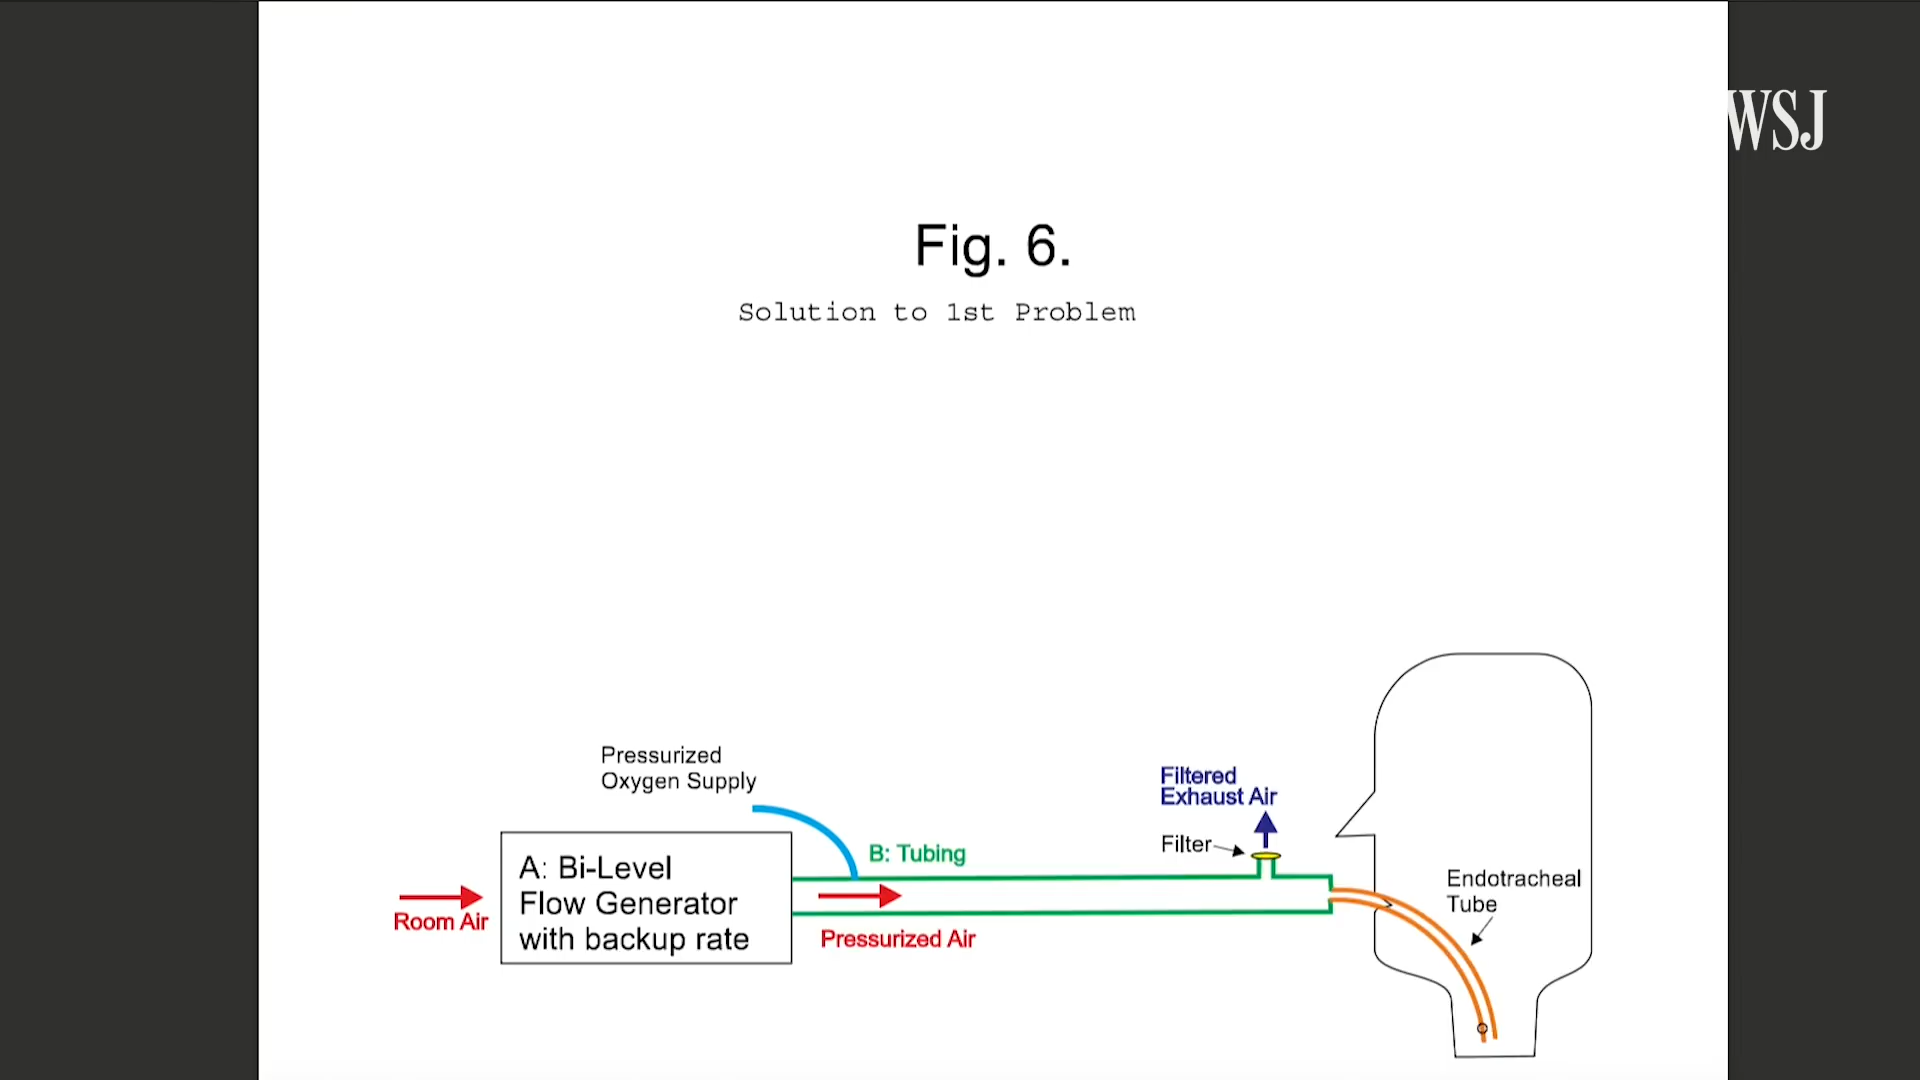 WSJ
Fig. 6.
Solution to 1st Problem
Pressurized
Oxygen Supply
Filtered
Exhaust Air
Filter
B: Tubing
A: Bi-Level
Flow Generator
with backup rate
Room Air
Pressurized Air
Endotracheal
Tube